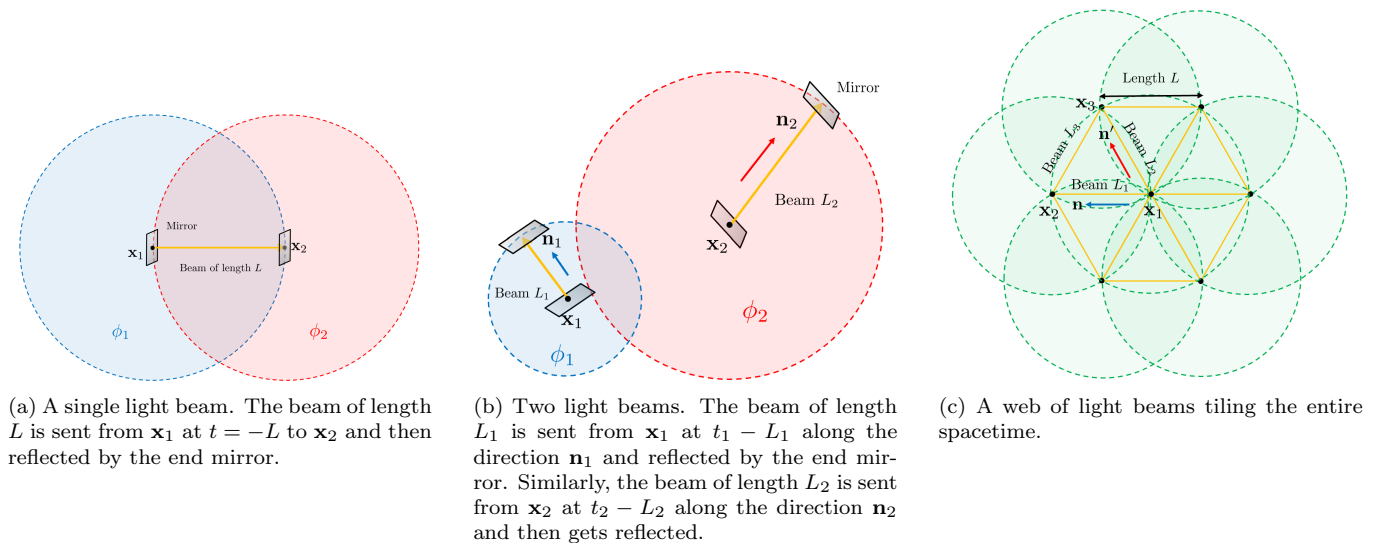 x₁
Mirror
x₂
Beam of length L
ϕ₁
ϕ₂
(a) A single light beam. The beam of length
L is sent from x₁ at t = −L to x₂ and then
reflected by the end mirror.
Mirror
n₂
Beam L₂
x₂
n₁
Beam L₁
x₁
ϕ₁
ϕ₂
(b) Two light beams. The beam of length
L₁ is sent from x₁ at t₁ − L₁ along the
direction n₁ and reflected by the end mir-
ror. Similarly, the beam of length L₂ is sent
from x₂ at t₂ − L₂ along the direction n₂
and then gets reflected.
Length L
x₃
n′
Beam L₃
Beam L₂
Beam L₁
x₂
n
x₁
(c) A web of light beams tiling the entire
spacetime.